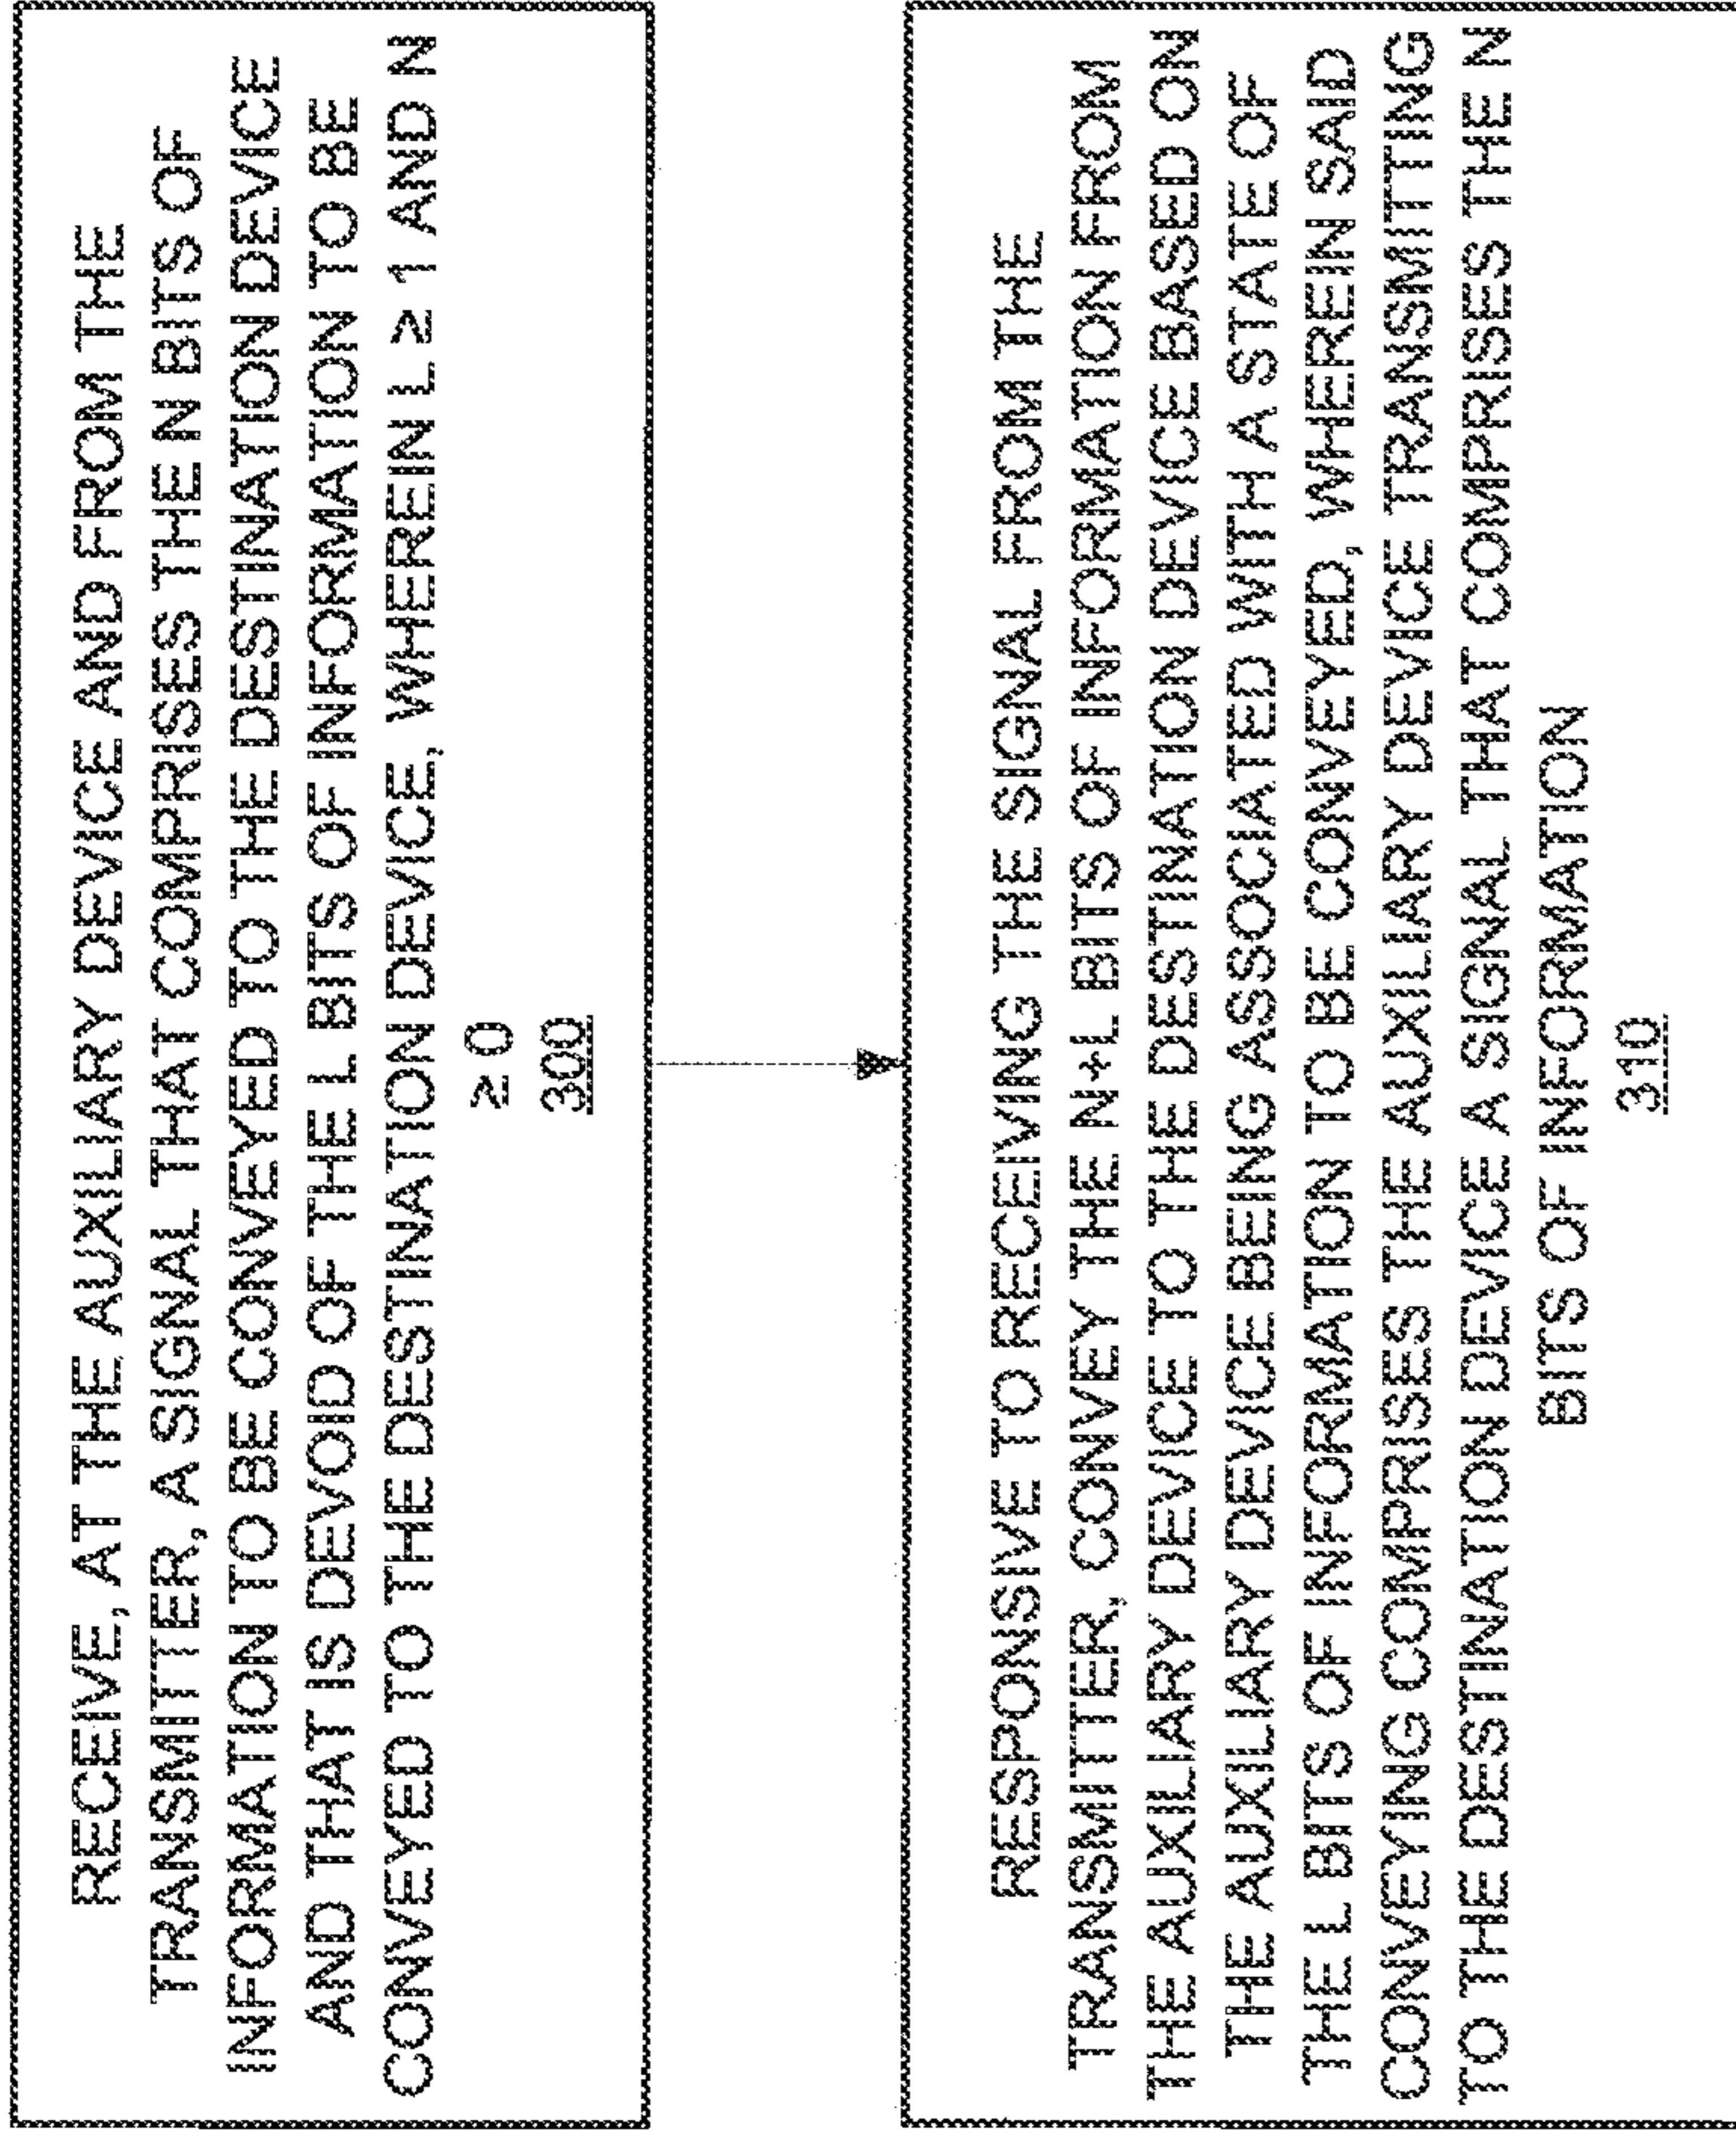 RECEIVE, AT THE AUXILIARY DEVICE AND FROM THE
TRANSMITTER, A SIGNAL THAT COMPRISES THE N BITS OF
INFORMATION TO BE CONVEYED TO THE DESTINATION DEVICE
AND THAT IS DEVOID OF THE L BITS OF INFORMATION TO BE
CONVEYED TO THE DESTINATION DEVICE, WHEREIN L ≥ 1 AND N
≥ 0
300
RESPONSIVE TO RECEIVING THE SIGNAL FROM THE
TRANSMITTER, CONVEY THE N+L BITS OF INFORMATION FROM
THE AUXILIARY DEVICE TO THE DESTINATION DEVICE BASED ON
THE AUXILIARY DEVICE BEING ASSOCIATED WITH A STATE OF
THE L BITS OF INFORMATION TO BE CONVEYED, WHEREIN SAID
CONVEYING COMPRISES THE AUXILIARY DEVICE TRANSMITTING
TO THE DESTINATION DEVICE A SIGNAL THAT COMPRISES THE N
BITS OF INFORMATION
310